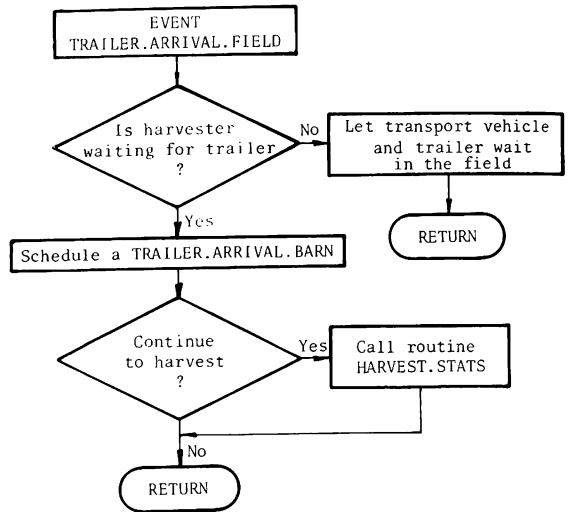 EVENT
TRAILER.ARRIVAL.FIELD
Is harvester
waiting for trailer
?
No
Let transport vehicle
and trailer wait
in the field
Yes
RETURN
Schedule a TRAILER.ARRIVAL.BARN
Continue
to harvest
?
Yes
Call routine
HARVEST.STATS
No
RETURN